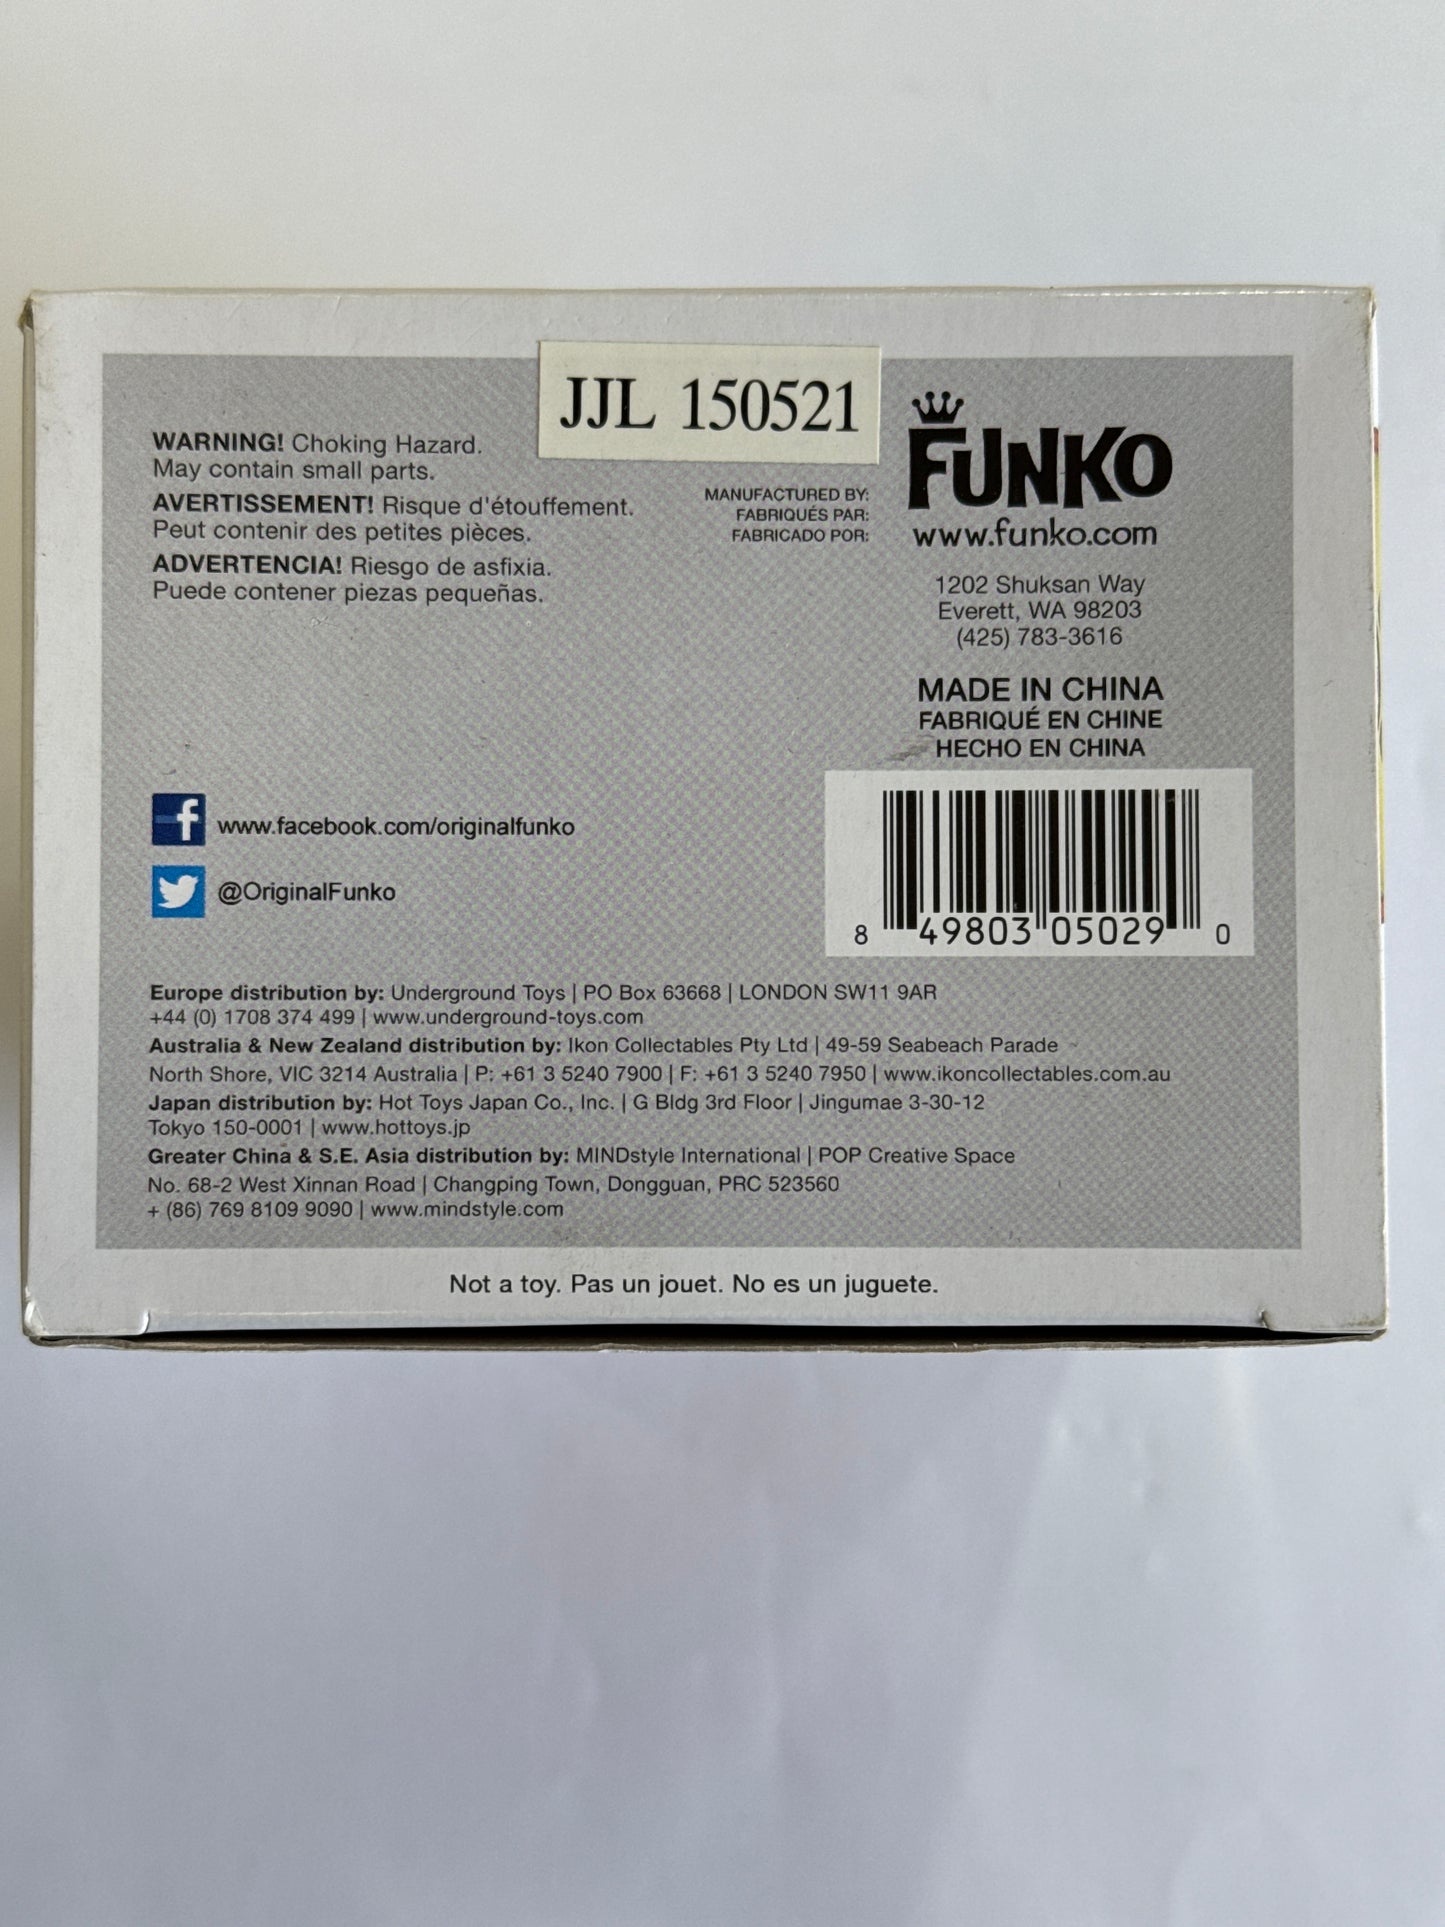 JJL 150521
WARNING! Choking Hazard.
May contain small parts.
AVERTISSEMENT! Risque d'étouffement.
Peut contenir des petites pièces.
ADVERTENCIA! Riesgo de asfixia.
Puede contener piezas pequeñas.
MANUFACTURED BY:
FABRIQUÉS PAR:
FABRICADO POR:
FUNKO
www.funko.com
1202 Shuksan Way
Everett, WA 98203
(425) 783-3616
MADE IN CHINA
FABRIQUÉ EN CHINE
HECHO EN CHINA
f www.facebook.com/originalfunko
@OriginalFunko
8 49803 05029 0
Europe distribution by: Underground Toys | PO Box 63668 | LONDON SW11 9AR
+44 (0) 1708 374 499 | www.underground-toys.com
Australia & New Zealand distribution by: Ikon Collectables Pty Ltd | 49-59 Seabeach Parade
North Shore, VIC 3214 Australia | P: +61 3 5240 7900 | F: +61 3 5240 7950 | www.ikoncollectables.com.au
Japan distribution by: Hot Toys Japan Co., Inc. | G Bldg 3rd Floor | Jingumae 3-30-12
Tokyo 150-0001 | www.hottoys.jp
Greater China & S.E. Asia distribution by: MINDstyle International | POP Creative Space
No. 68-2 West Xinnan Road | Changping Town, Dongguan, PRC 523560
+ (86) 769 8109 9090 | www.mindstyle.com
Not a toy. Pas un jouet. No es un juguete.